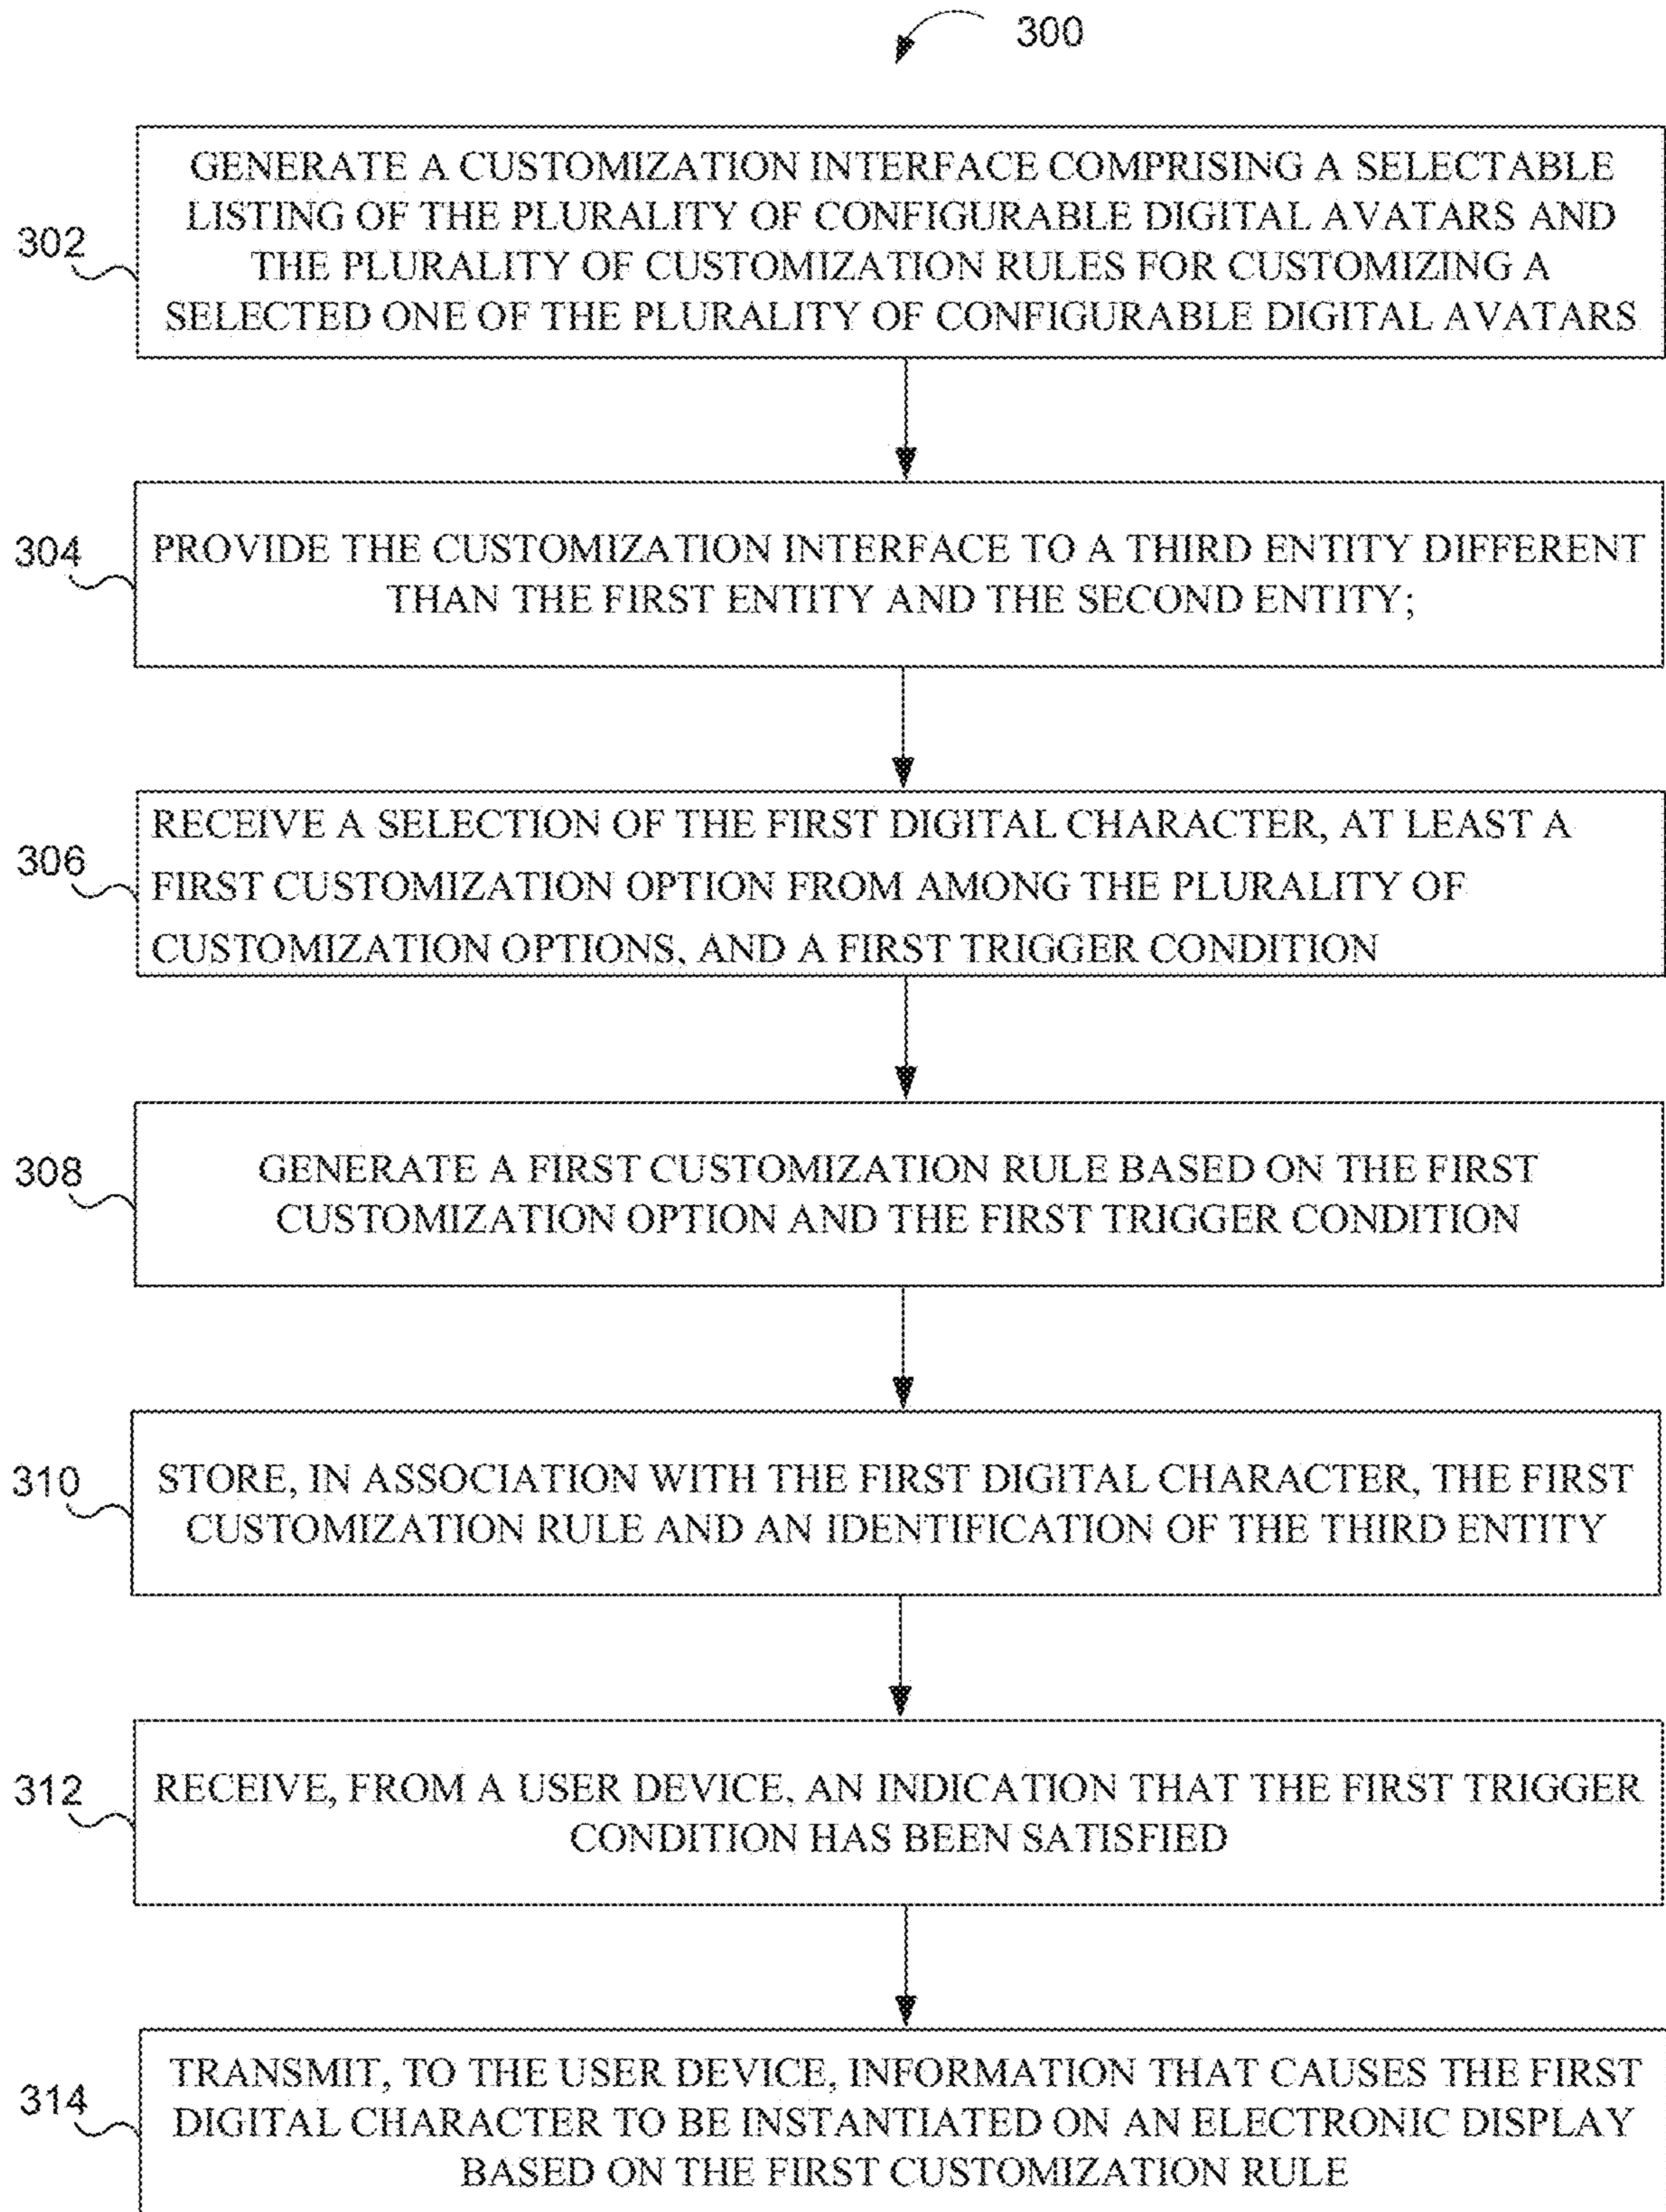 300
302
GENERATE A CUSTOMIZATION INTERFACE COMPRISING A SELECTABLE
LISTING OF THE PLURALITY OF CONFIGURABLE DIGITAL AVATARS AND
THE PLURALITY OF CUSTOMIZATION RULES FOR CUSTOMIZING A
SELECTED ONE OF THE PLURALITY OF CONFIGURABLE DIGITAL AVATARS
304
PROVIDE THE CUSTOMIZATION INTERFACE TO A THIRD ENTITY DIFFERENT
THAN THE FIRST ENTITY AND THE SECOND ENTITY;
306
RECEIVE A SELECTION OF THE FIRST DIGITAL CHARACTER, AT LEAST A
FIRST CUSTOMIZATION OPTION FROM AMONG THE PLURALITY OF
CUSTOMIZATION OPTIONS, AND A FIRST TRIGGER CONDITION
308
GENERATE A FIRST CUSTOMIZATION RULE BASED ON THE FIRST
CUSTOMIZATION OPTION AND THE FIRST TRIGGER CONDITION
310
STORE, IN ASSOCIATION WITH THE FIRST DIGITAL CHARACTER, THE FIRST
CUSTOMIZATION RULE AND AN IDENTIFICATION OF THE THIRD ENTITY
312
RECEIVE, FROM A USER DEVICE, AN INDICATION THAT THE FIRST TRIGGER
CONDITION HAS BEEN SATISFIED
314
TRANSMIT, TO THE USER DEVICE, INFORMATION THAT CAUSES THE FIRST
DIGITAL CHARACTER TO BE INSTANTIATED ON AN ELECTRONIC DISPLAY
BASED ON THE FIRST CUSTOMIZATION RULE